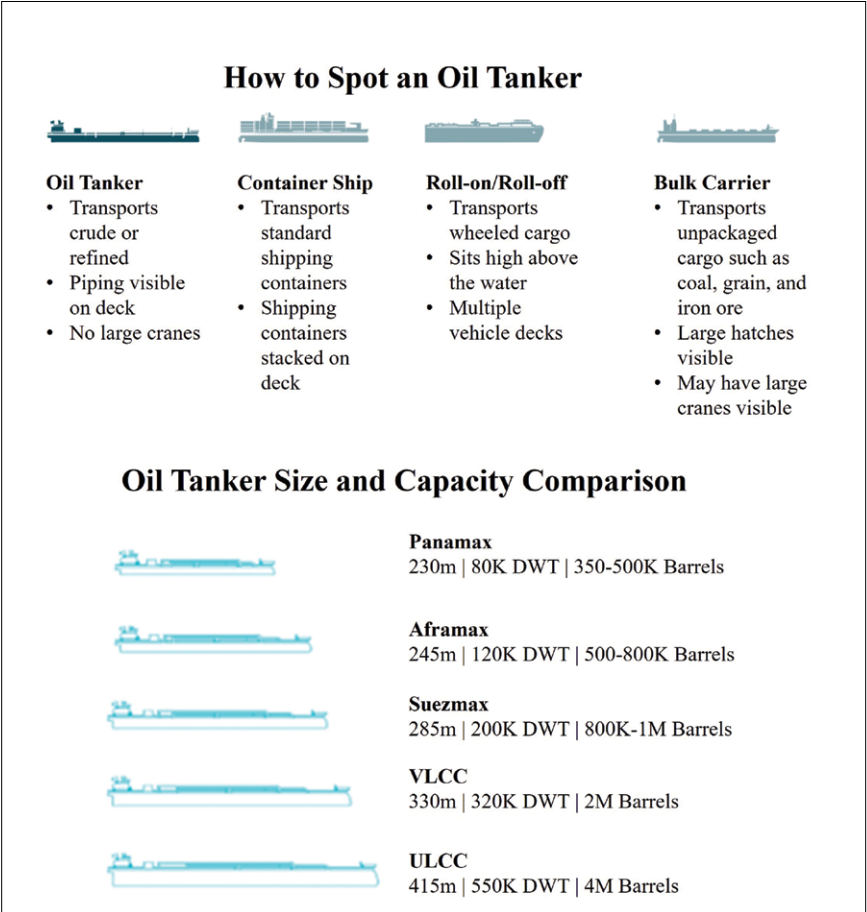 How to Spot an Oil Tanker
Oil Tanker
• Transports
crude or
refined
• Piping visible
on deck
• No large cranes
Container Ship
• Transports
standard
shipping
containers
• Shipping
containers
stacked on
deck
Roll-on/Roll-off
• Transports
wheeled cargo
• Sits high above
the water
• Multiple
vehicle decks
Bulk Carrier
• Transports
unpackaged
cargo such as
coal, grain, and
iron ore
• Large hatches
visible
• May have large
cranes visible
Oil Tanker Size and Capacity Comparison
Panamax
230m | 80K DWT | 350-500K Barrels
Aframax
245m | 120K DWT | 500-800K Barrels
Suezmax
285m | 200K DWT | 800K-1M Barrels
VLCC
330m | 320K DWT | 2M Barrels
ULCC
415m | 550K DWT | 4M Barrels